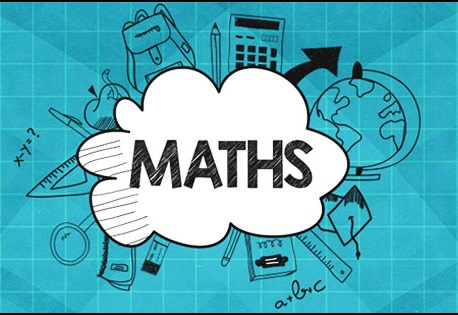 MATHS
x-y=?
a+b+c